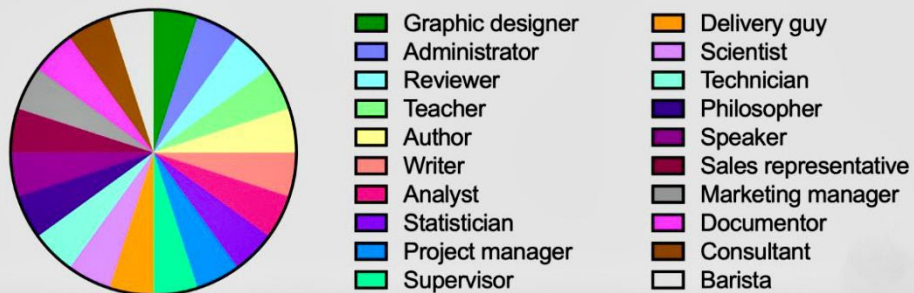 Graphic designer
Administrator
Reviewer
Teacher
Author
Writer
Analyst
Statistician
Project manager
Supervisor
Delivery guy
Scientist
Technician
Philosopher
Speaker
Sales representative
Marketing manager
Documentor
Consultant
Barista